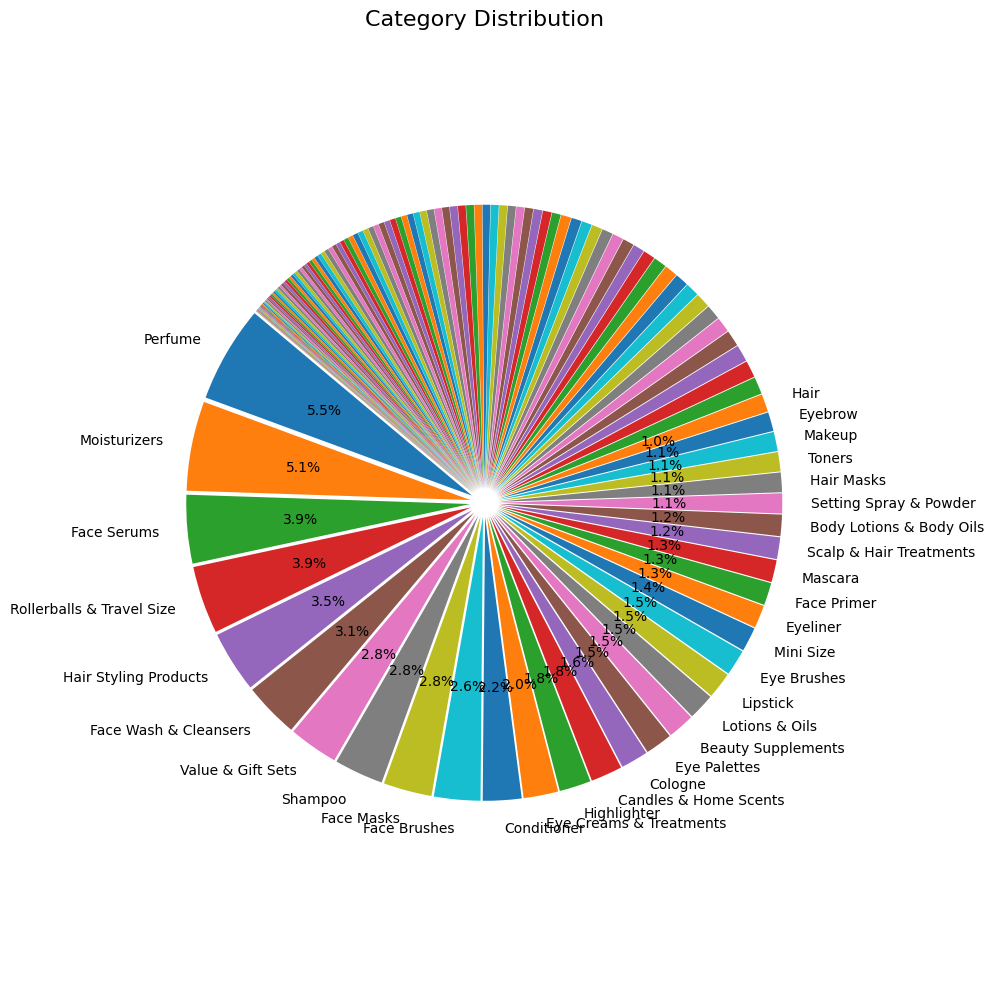 Category Distribution
Perfume
5.5%
Moisturizers
5.1%
Face Serums
3.9%
Rollerballs & Travel Size
3.9%
Hair Styling Products
3.5%
Face Wash & Cleansers
3.1%
Value & Gift Sets
2.8%
Shampoo
2.8%
Face Masks
2.8%
Face Brushes
2.6%
Conditioner
2.2%
Eye Creams & Treatments
2.0%
Highlighter
1.8%
Candles & Home Scents
1.8%
Cologne
1.6%
Eye Palettes
1.5%
Beauty Supplements
1.5%
Lotions & Oils
1.5%
Lipstick
1.5%
Eye Brushes
1.5%
Mini Size
1.4%
Eyeliner
1.3%
Face Primer
1.3%
Mascara
1.3%
Scalp & Hair Treatments
1.2%
Body Lotions & Body Oils
1.2%
Setting Spray & Powder
1.1%
Hair Masks
1.1%
Toners
1.1%
Makeup
1.1%
Eyebrow
1.1%
Hair
1.0%